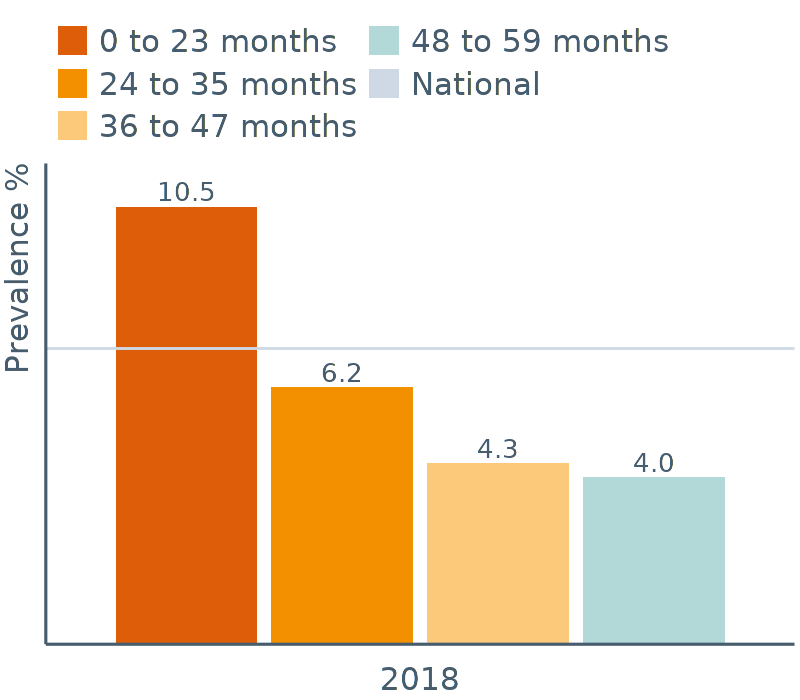 0 to 23 months
24 to 35 months
36 to 47 months
48 to 59 months
National
Prevalence %
10.5
6.2
4.3
4.0
2018